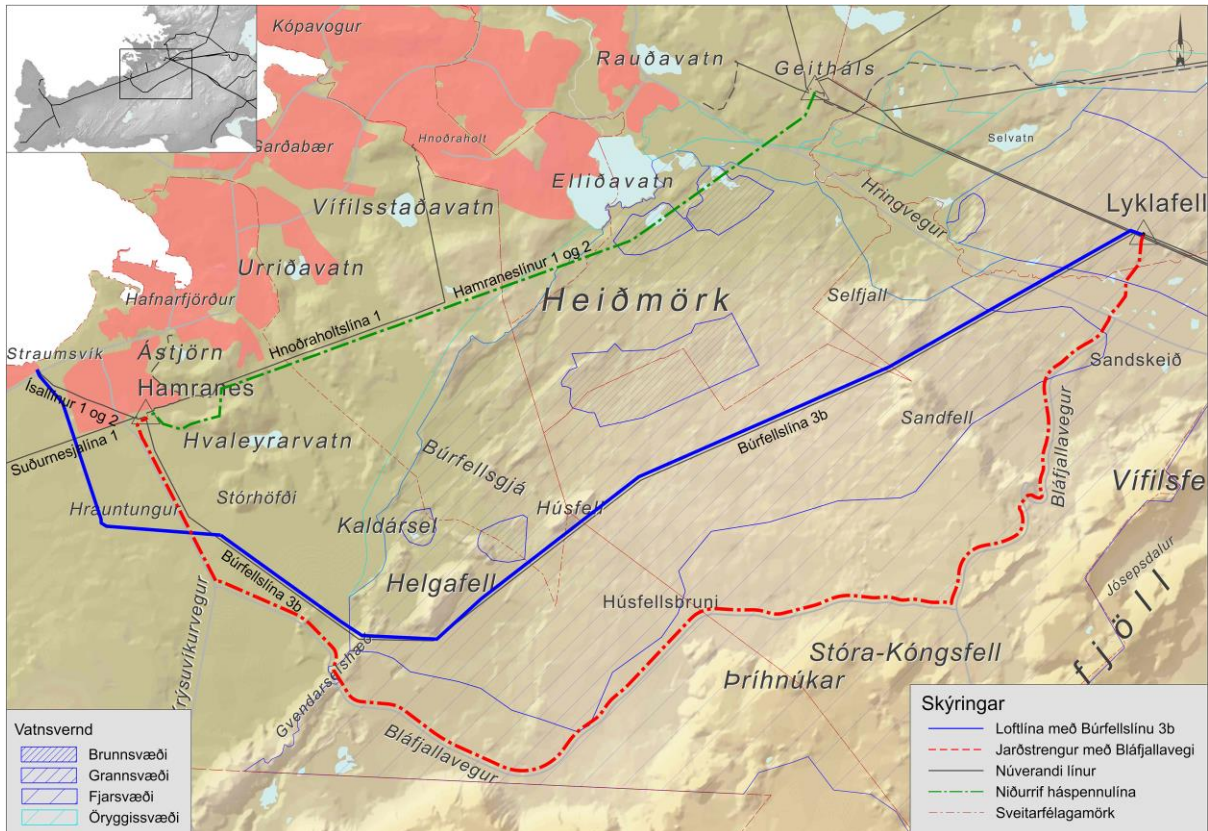 Kópavogur
Rauðavatn
Geitháls
Hnoðraholt
Garðabær
Selvatn
Elliðavatn
Vífilsstaðavatn
Hringvegur
Lyklafell
Urriðavatn
Hamraneslínur 1 og 2
Heiðmörk
Selfjall
Hafnarfjörður
Hnoðraholtslína 1
Straumsvík
Ástjörn
Sandskeið
Ísallínur 1 og 2
Hamranes
Sandfell
Hvaleyrarvatn
Búrfellslína 3b
Suðurnesjalína 1
Búrfellsgjá
Bláfjallavegur
Vífilsfe
Stórhöfði
Hrauntungur
Húsfell
Kaldársel
Jósepsdalur
Helgafell
Búrfellslína 3b
Húsfellsbruni
Stóra-Kóngsfell
fjöll
Þríhnúkar
rýsuvíkurvegur
Gvendarselshæð
Bláfjallavegur
Vatnsvernd
Brunnsvæði
Grannsvæði
Fjarsvæði
Öryggissvæði
Skýringar
Loftlína með Búrfellslínu 3b
Jarðstrengur með Bláfjallavegi
Núverandi línur
Niðurrif háspennulína
Sveitarfélagamörk